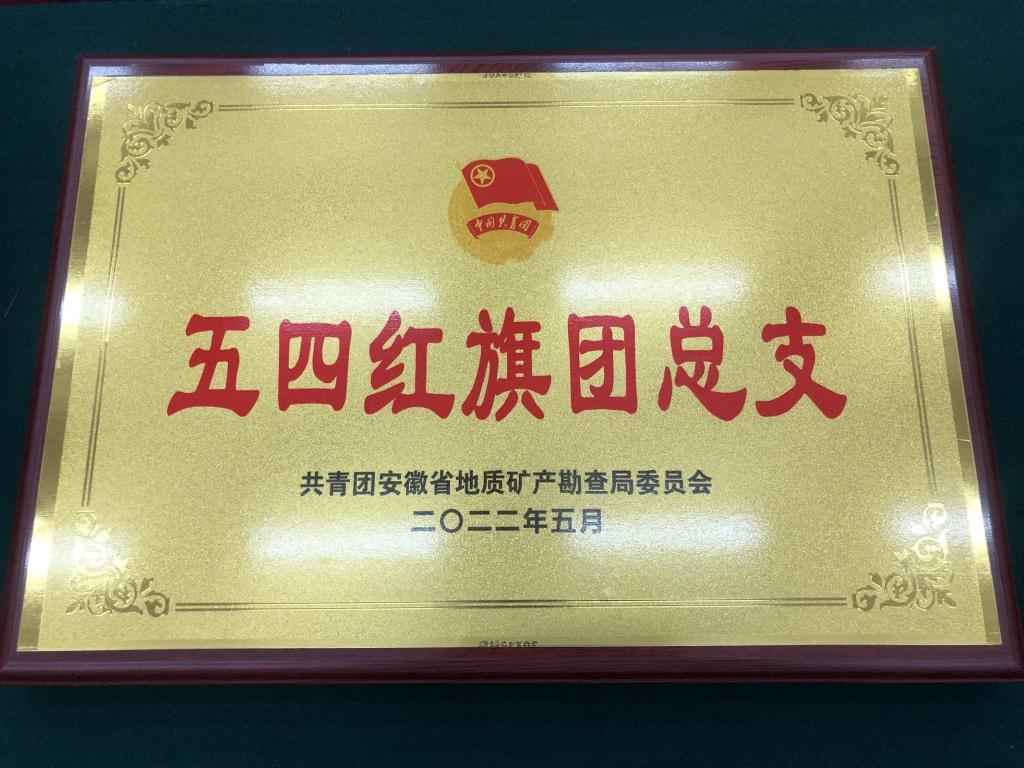 中国共青团
五四红旗团总支
共青团安徽省地质矿产勘查局委员会
二〇二二年五月